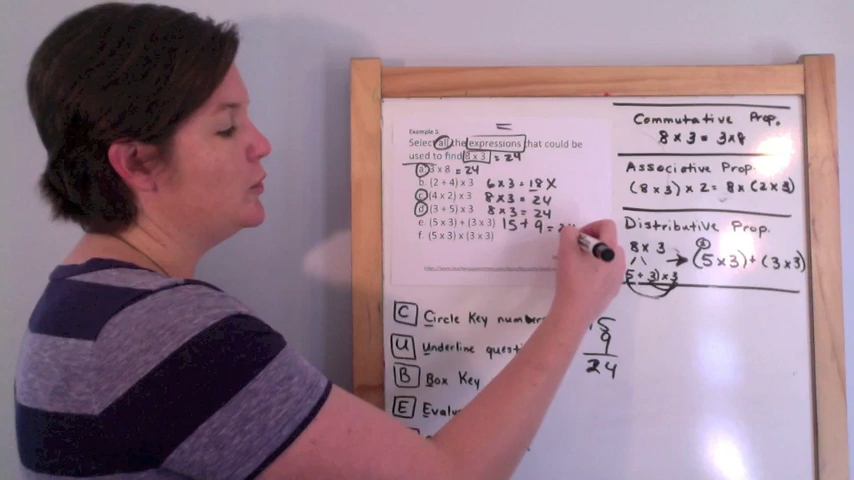 =
Example 1
Select all the expressions that could be
used to find 8 x 3 = 24
a. 3 x 8 = 24
b. (2 + 4) x 3 6 x 3 = 18 X
c. (4 x 2) x 3 8 x 3 = 24
d. (3 + 5) x 3 8 x 3 = 24
e. (5 x 3) + (3 x 3) 15 + 9 =
f. (5 x 3) x (3 x 3)
C Circle Key numbers
U Underline
B Box Key
E
15
9
24
Commutative Prop.
8 x 3 = 3 x 8
Associative Prop.
(8 x 3) x 2 = 8 x (2 x 3)
Distributive Prop.
8 x 3
(5 x 3) + (3 x 3)
(5 + 3) x 3